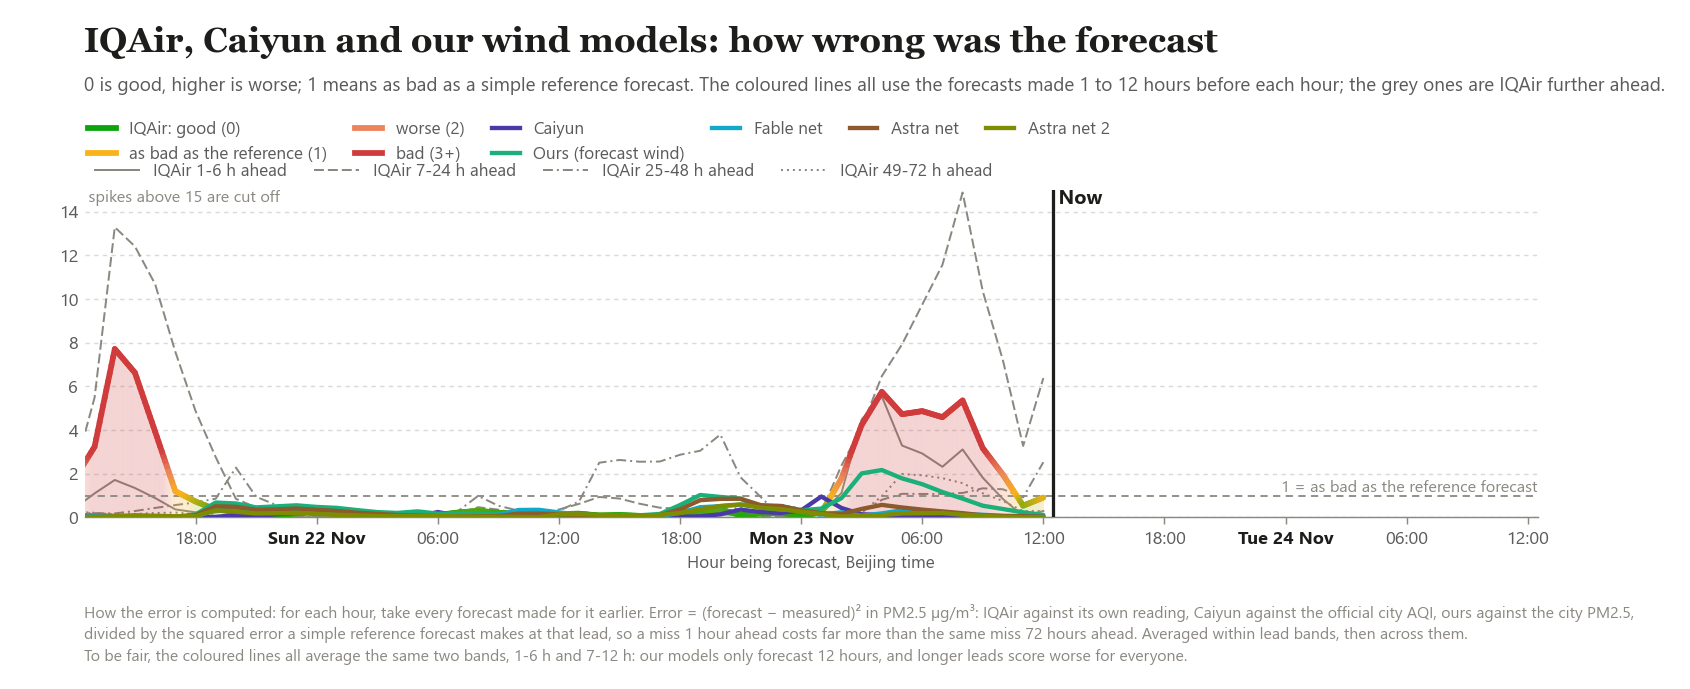 IQAir, Caiyun and our wind models: how wrong was the forecast
0 is good, higher is worse; 1 means as bad as a simple reference forecast. The coloured lines all use the forecasts made 1 to 12 hours before each hour; the grey ones are IQAir further ahead.
IQAir: good (0) worse (2) Caiyun Fable net Astra net Astra net 2
as bad as the reference (1) bad (3+) Ours (forecast wind)
IQAir 1-6 h ahead IQAir 7-24 h ahead IQAir 25-48 h ahead IQAir 49-72 h ahead
spikes above 15 are cut off
Now
14
12
10
8
6
4
2
1 = as bad as the reference forecast
0
18:00 Sun 22 Nov 06:00 12:00 18:00 Mon 23 Nov 06:00 12:00 18:00 Tue 24 Nov 06:00 12:00
Hour being forecast, Beijing time
How the error is computed: for each hour, take every forecast made for it earlier. Error = (forecast − measured)² in PM2.5 µg/m³: IQAir against its own reading, Caiyun against the official city AQI, ours against the city PM2.5,
divided by the squared error a simple reference forecast makes at that lead, so a miss 1 hour ahead costs far more than the same miss 72 hours ahead. Averaged within lead bands, then across them.
To be fair, the coloured lines all average the same two bands, 1-6 h and 7-12 h: our models only forecast 12 hours, and longer leads score worse for everyone.